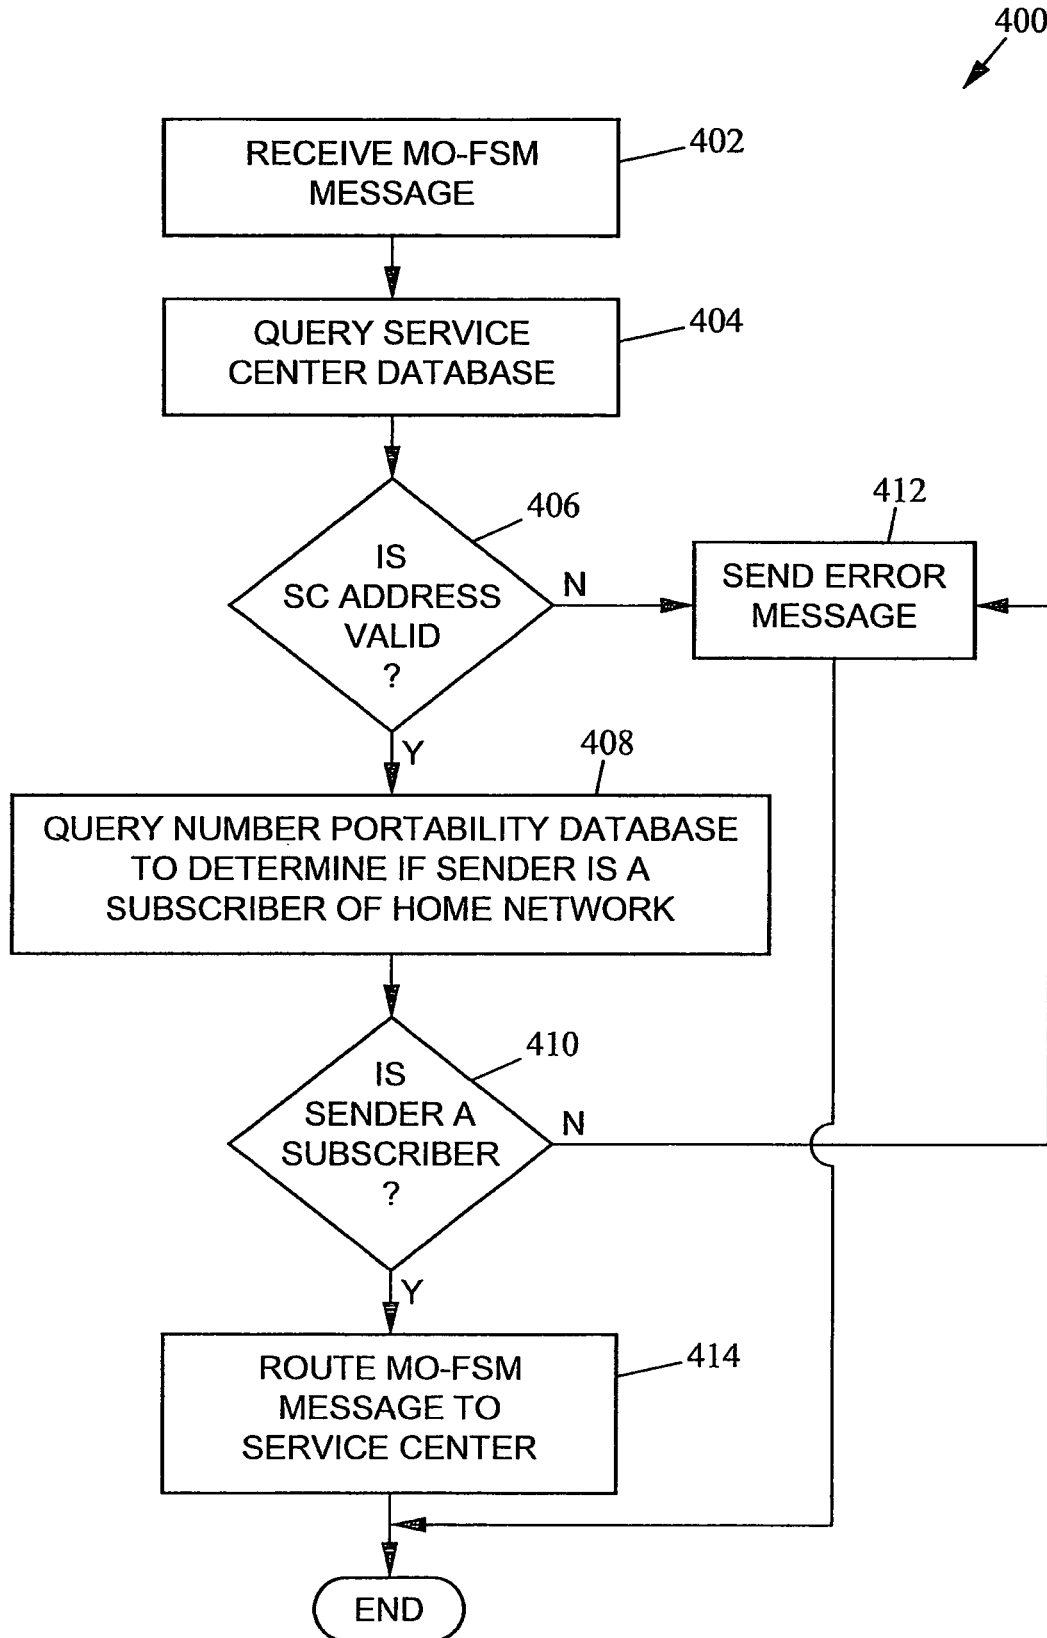 400
RECEIVE MO-FSM
MESSAGE
402
QUERY SERVICE
CENTER DATABASE
404
IS
SC ADDRESS
VALID
?
406
N
412
SEND ERROR
MESSAGE
Y
408
QUERY NUMBER PORTABILITY DATABASE
TO DETERMINE IF SENDER IS A
SUBSCRIBER OF HOME NETWORK
IS
SENDER A
SUBSCRIBER
?
410
N
Y
ROUTE MO-FSM
MESSAGE TO
SERVICE CENTER
414
END